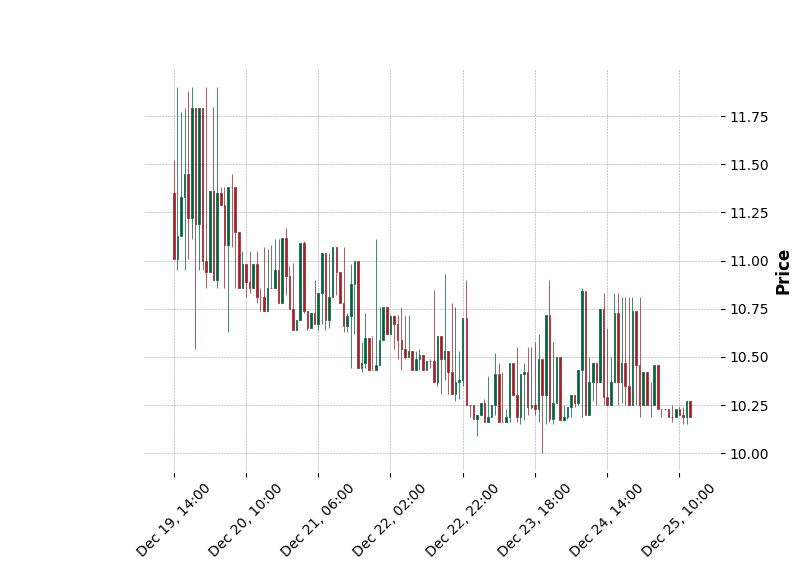 11.75
11.50
11.25
11.00
10.75
10.50
10.25
10.00
Price
Dec 19, 14:00
Dec 20, 10:00
Dec 21, 06:00
Dec 22, 02:00
Dec 22, 22:00
Dec 23, 18:00
Dec 24, 14:00
Dec 25, 10:00